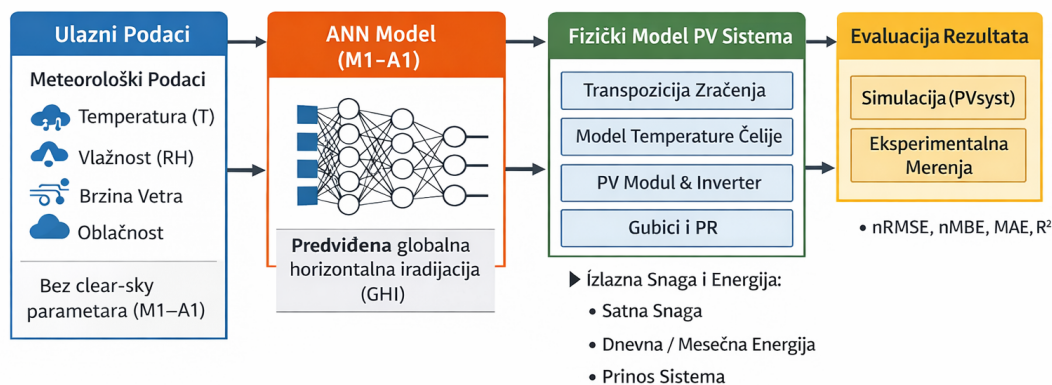 Ulazni Podaci
Meteorološki Podaci
Temperatura (T)
Vlažnost (RH)
Brzina Vetra
Oblačnost
Bez clear-sky
parametara (M1–A1)
ANN Model
(M1–A1)
Predviđena globalna
horizontalna iradijacija
(GHI)
Fizički Model PV Sistema
Transpozicija Zračenja
Model Temperature Čelije
PV Modul & Inverter
Gubici i PR
▶ Ízlazna Snaga i Energija:
• Satna Snaga
• Dnevna / Mesečna Energija
• Prinos Sistema
Evaluacija Rezultata
Simulacija (PVsyst)
Eksperimentalna
Merenja
• nRMSE, nMBE, MAE, R²